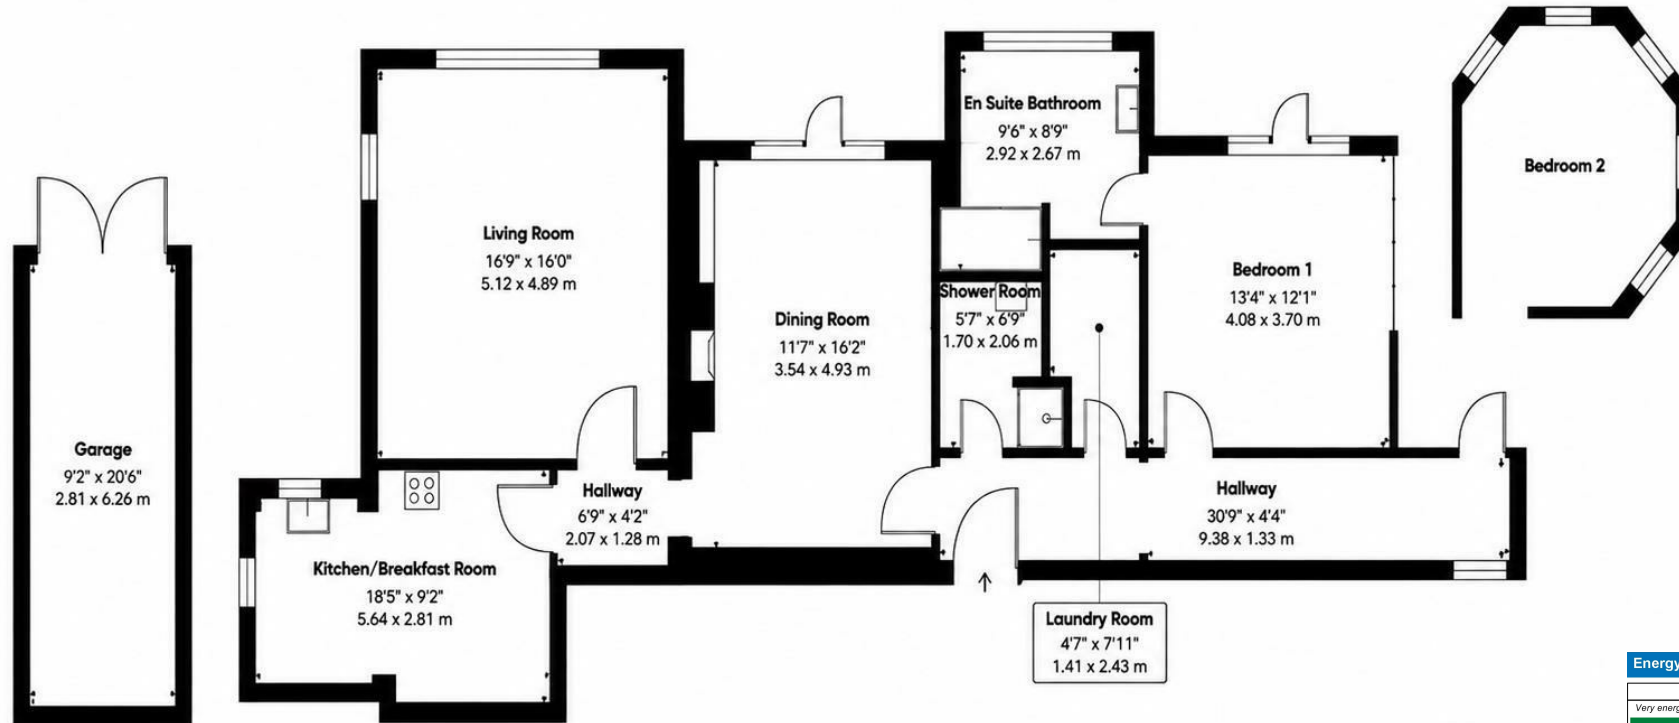 En Suite Bathroom
9'6" x 8'9"
2.92 x 2.67 m
Bedroom 2
Living Room
16'9" x 16'0"
5.12 x 4.89 m
Bedroom 1
13'4" x 12'1"
4.08 x 3.70 m
Shower Room
5'7" x 6'9"
1.70 x 2.06 m
Dining Room
11'7" x 16'2"
3.54 x 4.93 m
Garage
9'2" x 20'6"
2.81 x 6.26 m
Hallway
6'9" x 4'2"
2.07 x 1.28 m
Hallway
30'9" x 4'4"
9.38 x 1.33 m
Kitchen/Breakfast Room
18'5" x 9'2"
5.64 x 2.81 m
Laundry Room
4'7" x 7'11"
1.41 x 2.43 m
Energy
Very energ